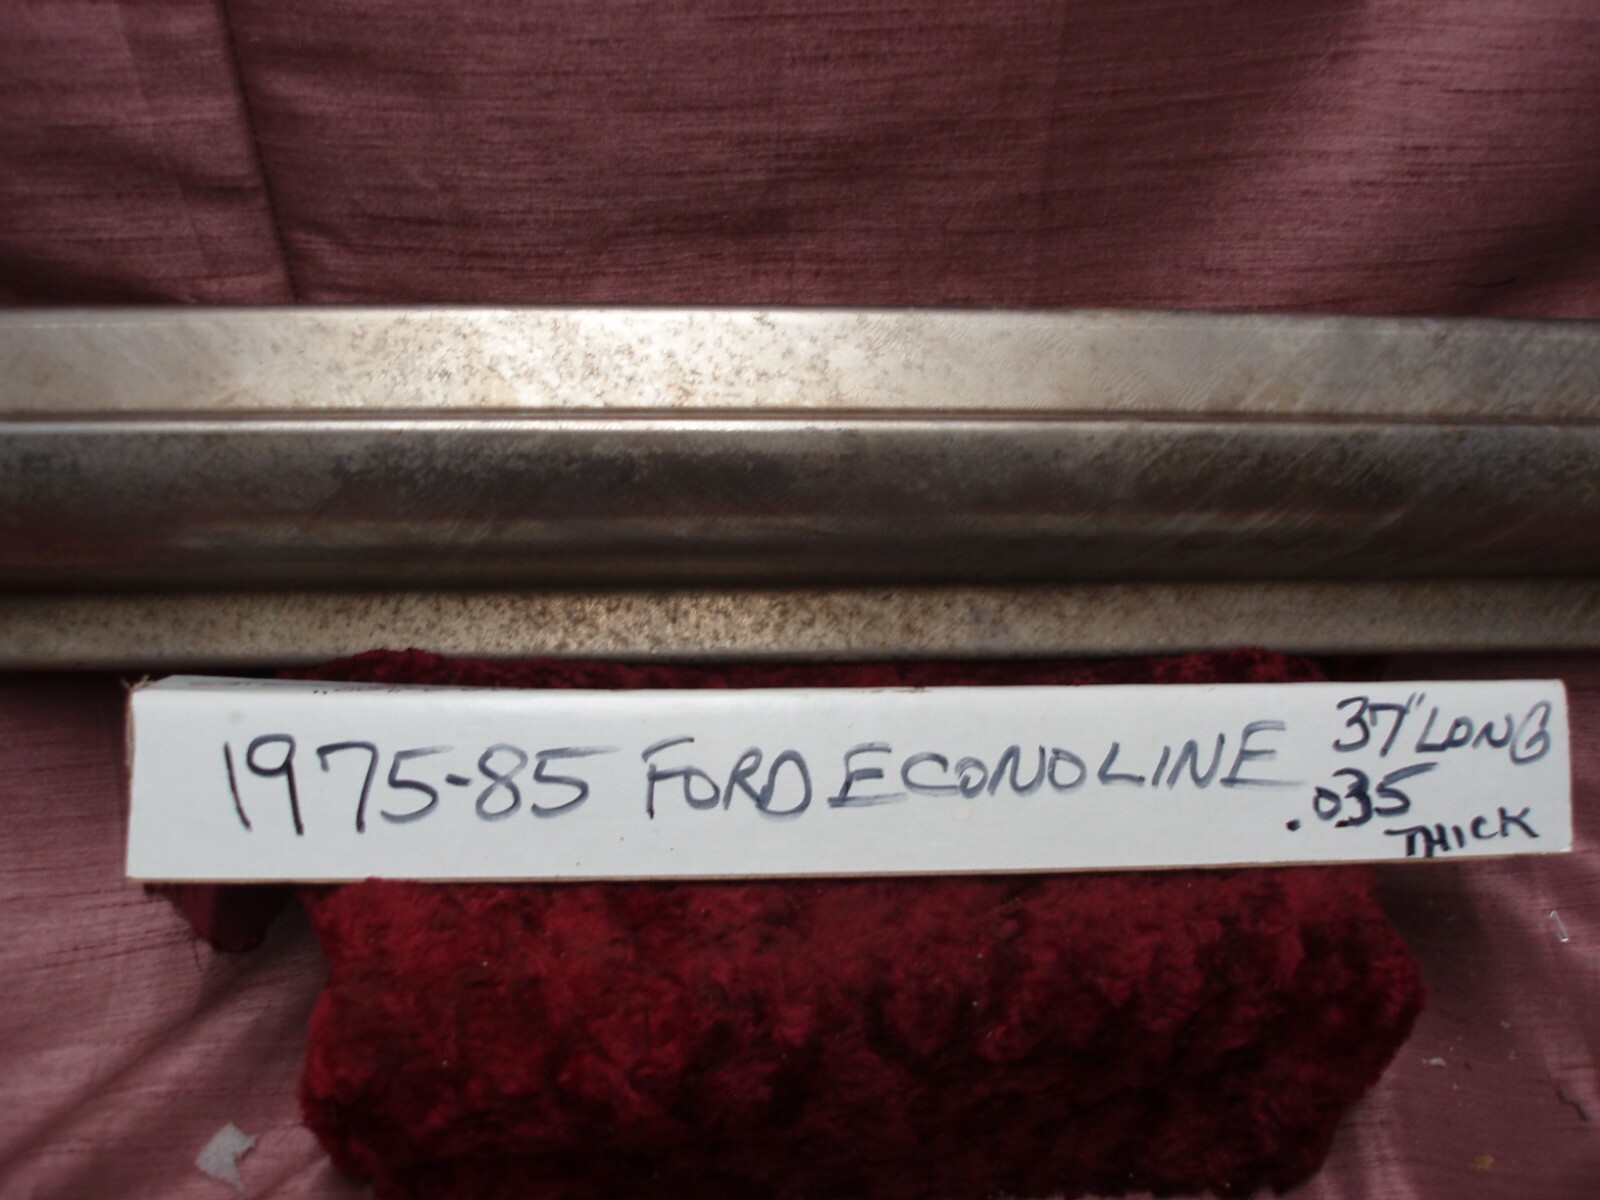 1975-85 FORD ECONOLINE
37" LONG
.035
THICK